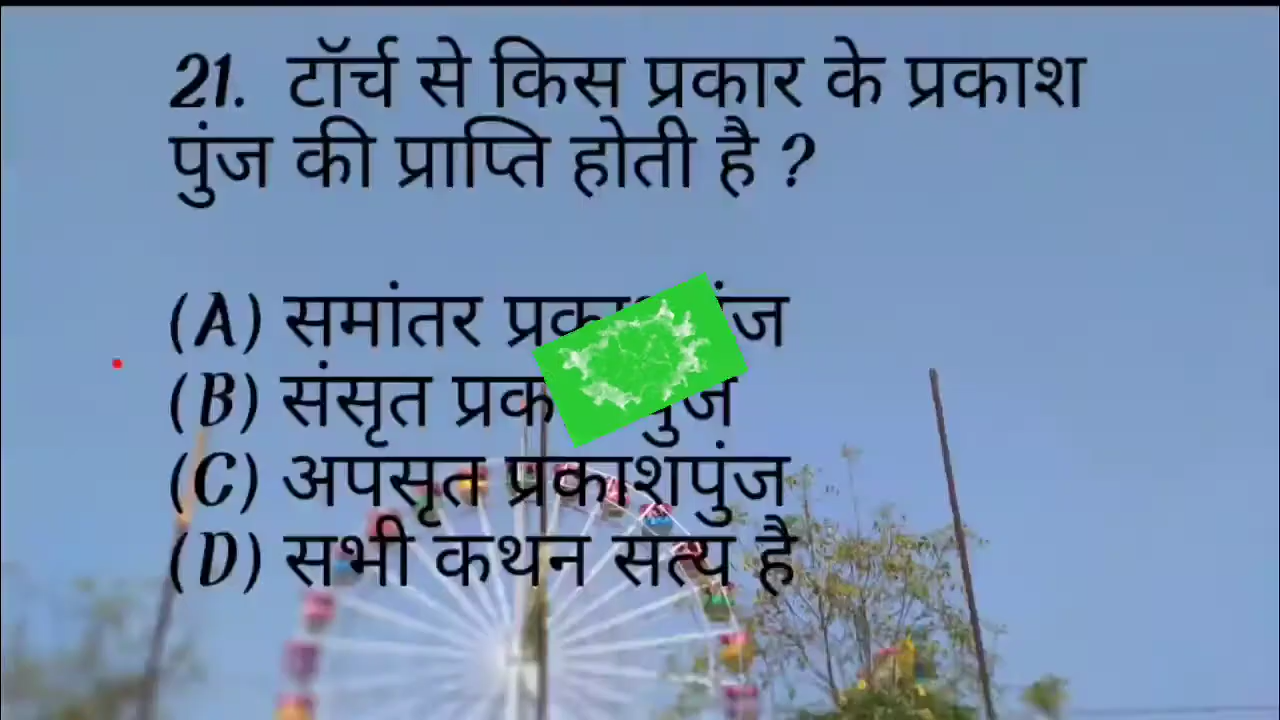 21. टॉर्च से किस प्रकार के प्रकाश
पुंज की प्राप्ति होती है ?
(A) समांतर
(B) संसृत
(C) अपसृत प्रकाशपुंज
(D) सभी कथन सत्य है